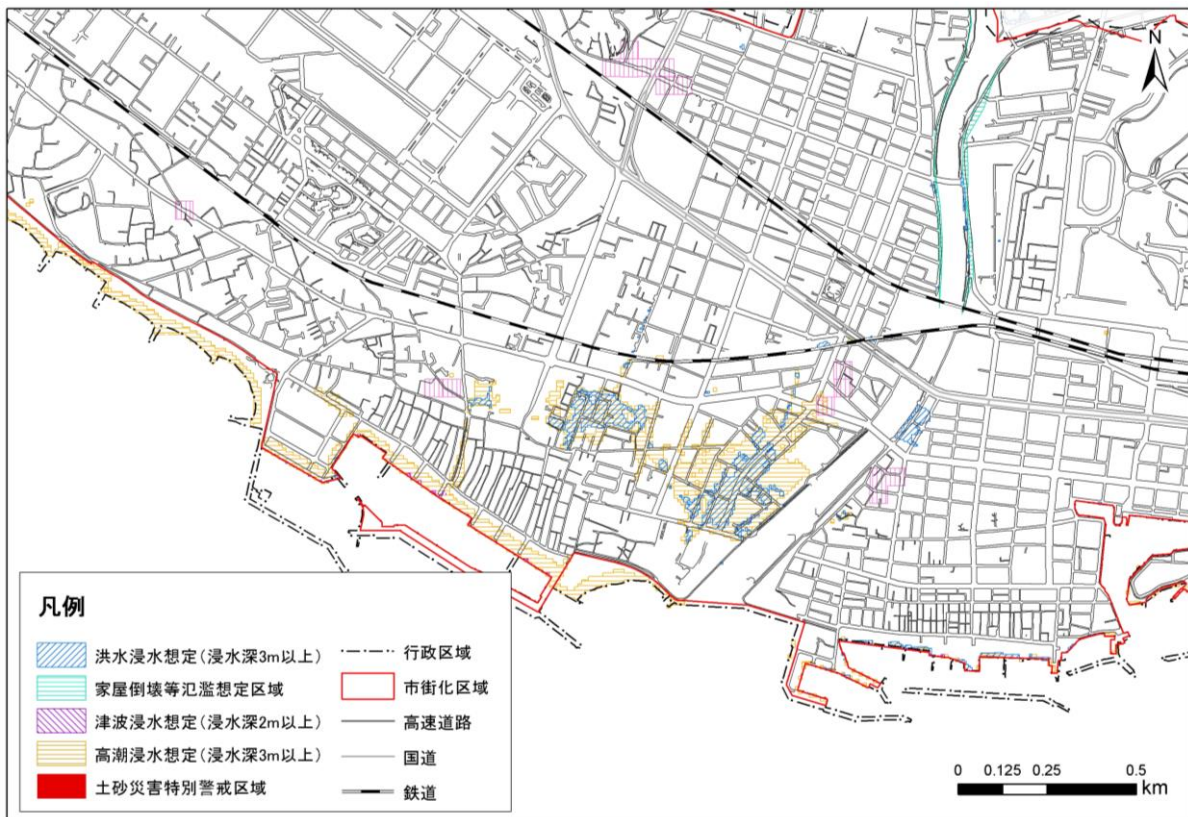 N
凡例
洪水浸水想定(浸水深3m以上)
家屋倒壊等氾濫想定区域
津波浸水想定(浸水深2m以上)
高潮浸水想定(浸水深3m以上)
土砂災害特別警戒区域
行政区域
市街化区域
高速道路
国道
鉄道
0 0.125 0.25 0.5
km